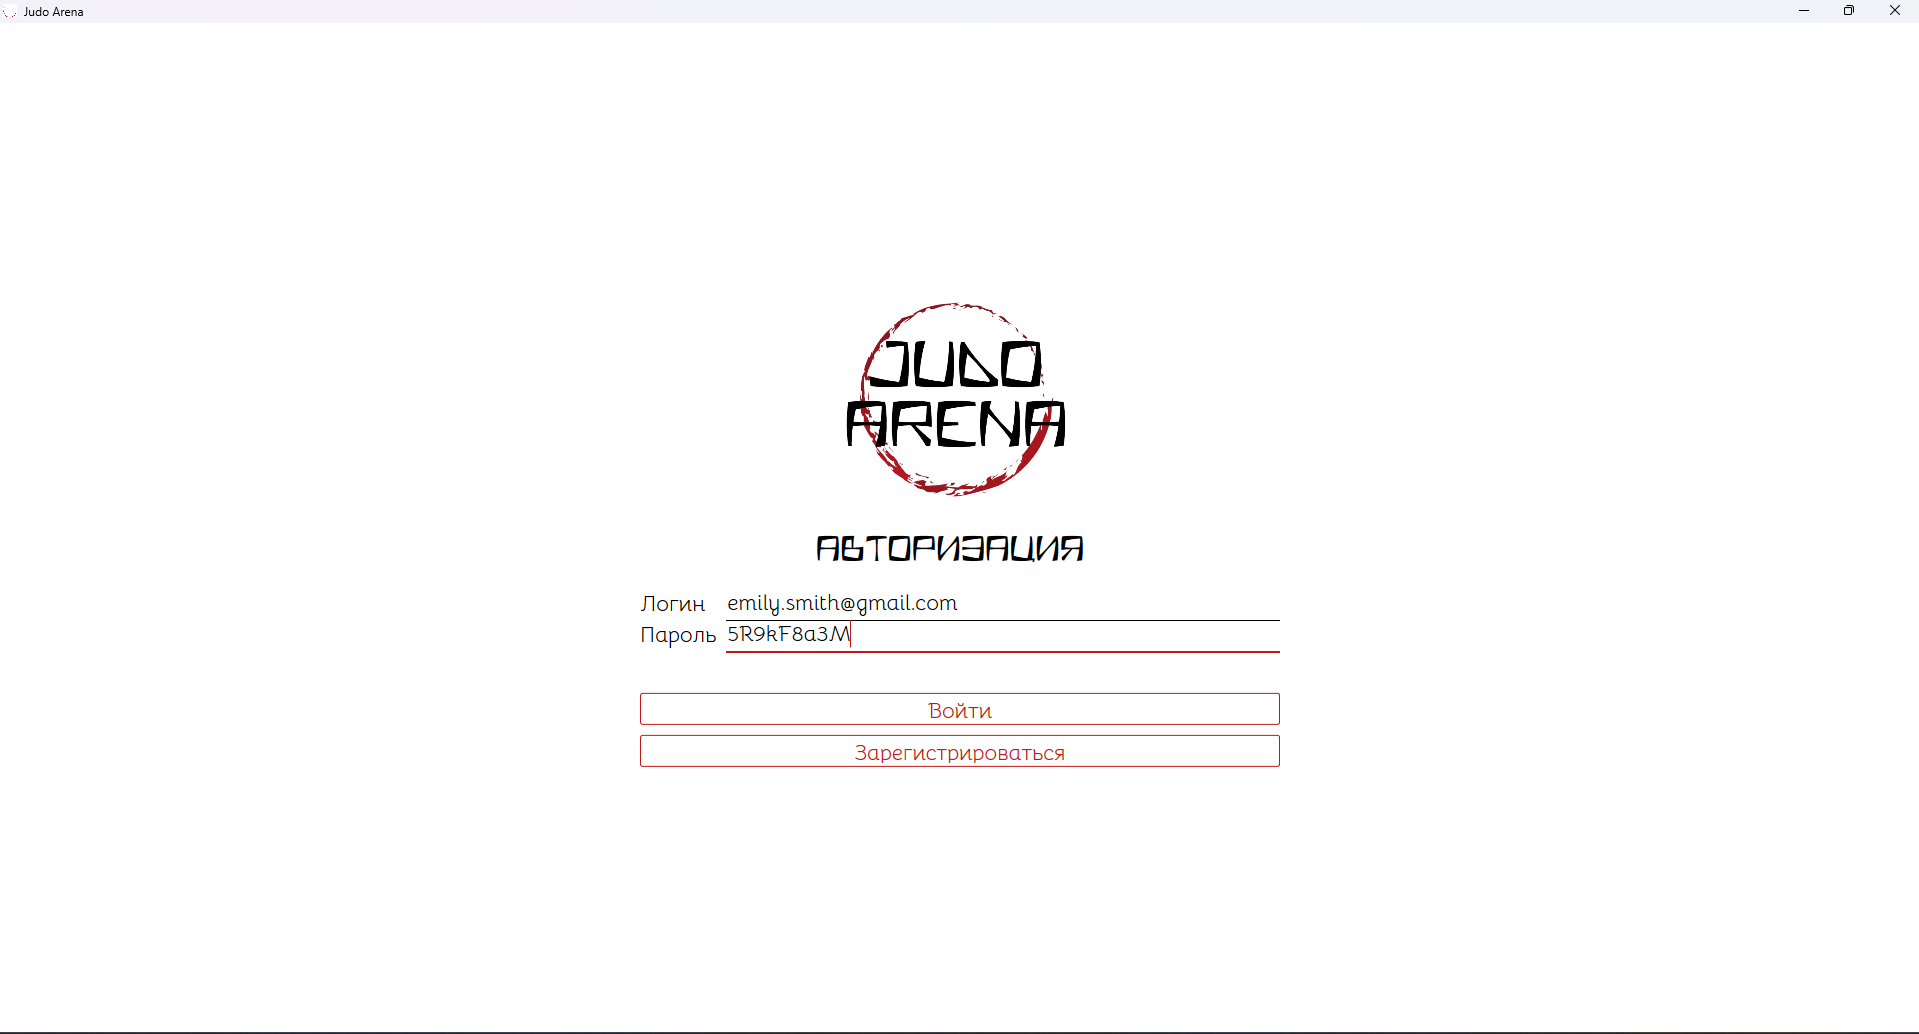 Judo Arena
JUDO
ARENA
АВТОРИЗАЦИЯ
Логин emily.smith@gmail.com
Пароль 5R9kF8a3M
Войти
Зарегистрироваться